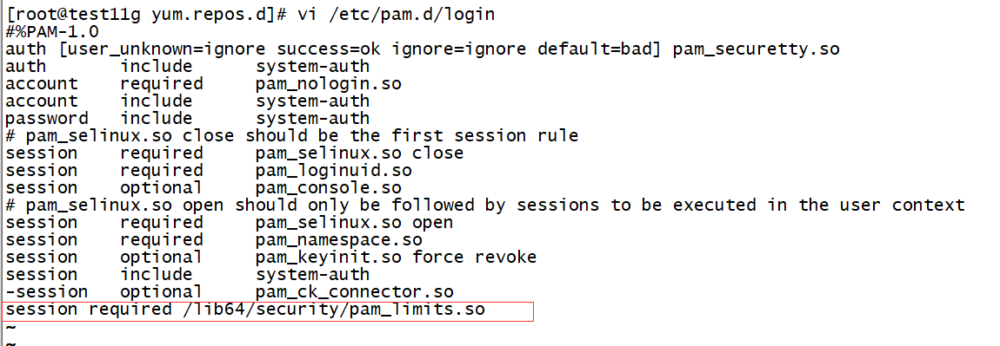 [root@test11g yum.repos.d]# vi /etc/pam.d/login
#%PAM-1.0
auth [user_unknown=ignore success=ok ignore=ignore default=bad] pam_securetty.so
auth       include      system-auth
account    required     pam_nologin.so
account    include      system-auth
password   include      system-auth
# pam_selinux.so close should be the first session rule
session    required     pam_selinux.so close
session    required     pam_loginuid.so
session    optional     pam_console.so
# pam_selinux.so open should only be followed by sessions to be executed in the user context
session    required     pam_selinux.so open
session    required     pam_namespace.so
session    optional     pam_keyinit.so force revoke
session    include      system-auth
-session   optional     pam_ck_connector.so
session required /lib64/security/pam_limits.so
~
~